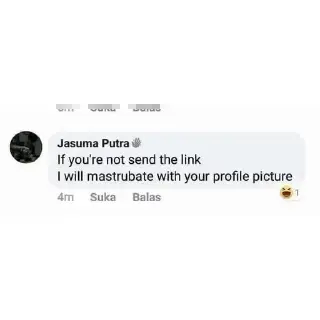 Jasuma Putra👋
If you're not send the link
I will mastrubate with your profile picture
4m Suka Balas
1